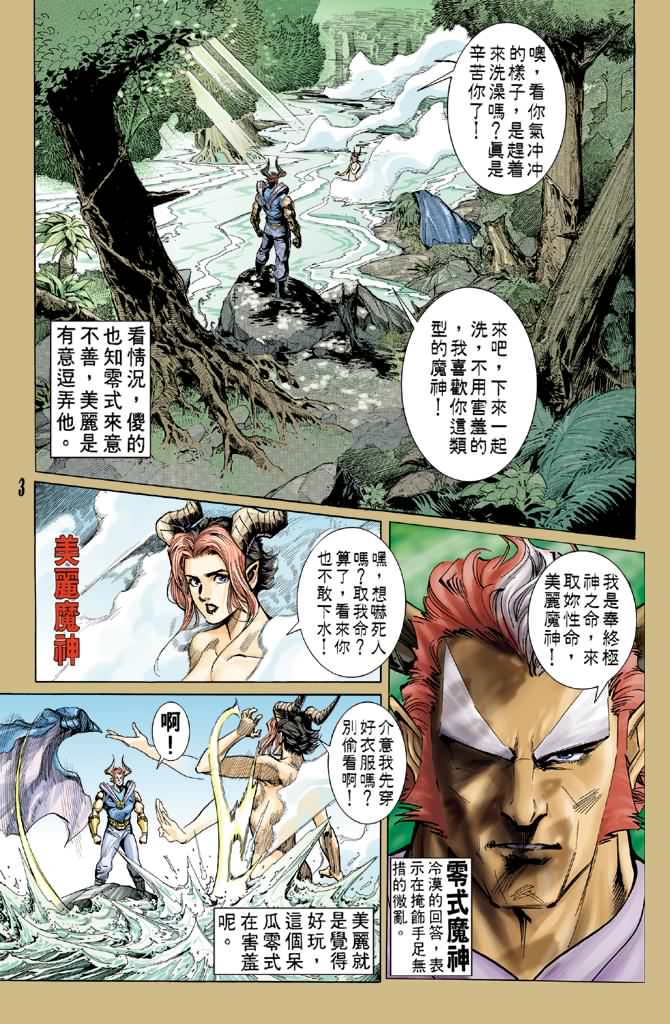 噢，看你氣冲冲
的樣子，是趕着
來洗澡嗎？眞是
辛苦你了！
來吧，下來一起
洗，不用害羞的
，我喜歡你這類
型的魔神！
看情況，傻的
也知零式來意
不善，美麗是
有意逗弄他。
3
我是奉終極
神之命，來
取妳性命，
美麗魔神！
零式魔神
冷漠的回答，表
示在掩飾手足無
措的微亂。
嘿，想嚇死人
嗎？取我命？
算了，看來你
也不敢下水！
美麗魔神
介意我先穿
好衣服嗎？
別偷看啊！
啊！
美麗就
是覺得
好玩，
這個呆
瓜零式
在害羞
呢。